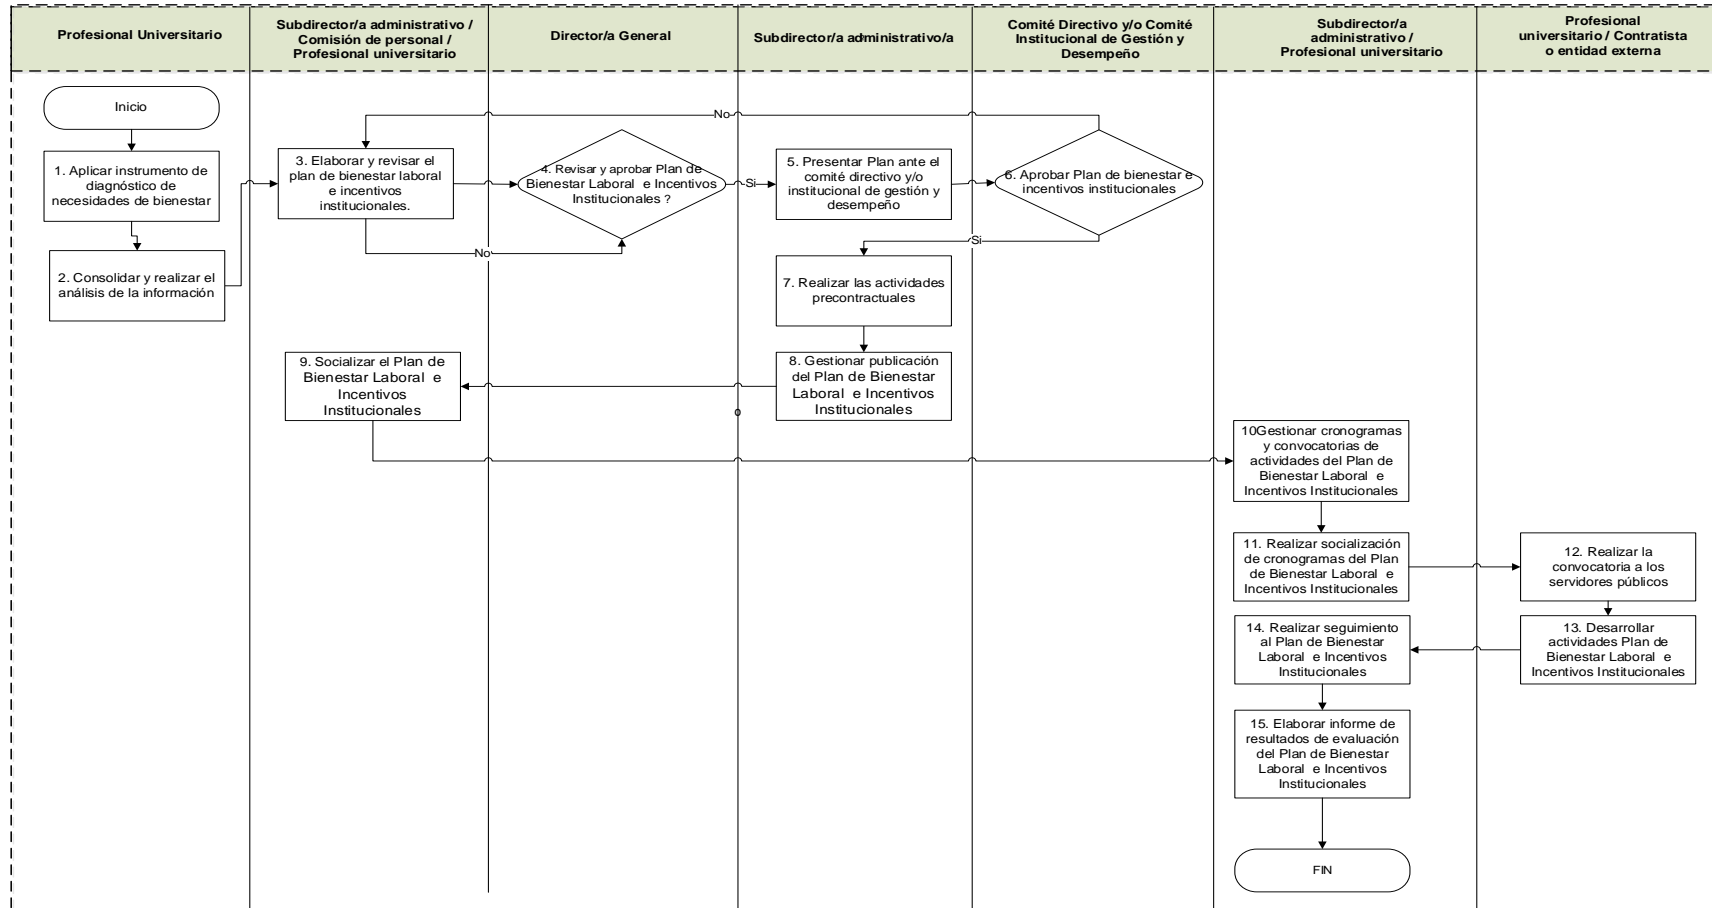 Profesional Universitario
Subdirector/a administrativo /
Comisión de personal /
Profesional universitario
Director/a General
Subdirector/a administrativo/a
Comité Directivo y/o Comité
Institucional de Gestión y
Desempeño
Subdirector/a
administrativo /
Profesional universitario
Profesional
universitario / Contratista
o entidad externa
Inicio
1. Aplicar instrumento de
diagnóstico de
necesidades de bienestar
2. Consolidar y realizar el
análisis de la información
3. Elaborar y revisar el
plan de bienestar laboral
e incentivos
institucionales.
4. Revisar y aprobar Plan de
Bienestar Laboral e Incentivos
Institucionales ?
No
Si
5. Presentar Plan ante el
comité directivo y/o
institucional de gestión y
desempeño
6. Aprobar Plan de bienestar e
incentivos institucionales
No
Si
7. Realizar las actividades
precontractuales
8. Gestionar publicación
del Plan de Bienestar
Laboral e Incentivos
Institucionales
o
9. Socializar el Plan de
Bienestar Laboral e
Incentivos
Institucionales
10Gestionar cronogramas
y convocatorias de
actividades del Plan de
Bienestar Laboral e
Incentivos Institucionales
11. Realizar socialización
de cronogramas del Plan
de Bienestar Laboral e
Incentivos Institucionales
12. Realizar la
convocatoria a los
servidores públicos
13. Desarrollar
actividades Plan de
Bienestar Laboral e
Incentivos Institucionales
14. Realizar seguimiento
al Plan de Bienestar
Laboral e Incentivos
Institucionales
15. Elaborar informe de
resultados de evaluación
del Plan de Bienestar
Laboral e Incentivos
Institucionales
FIN